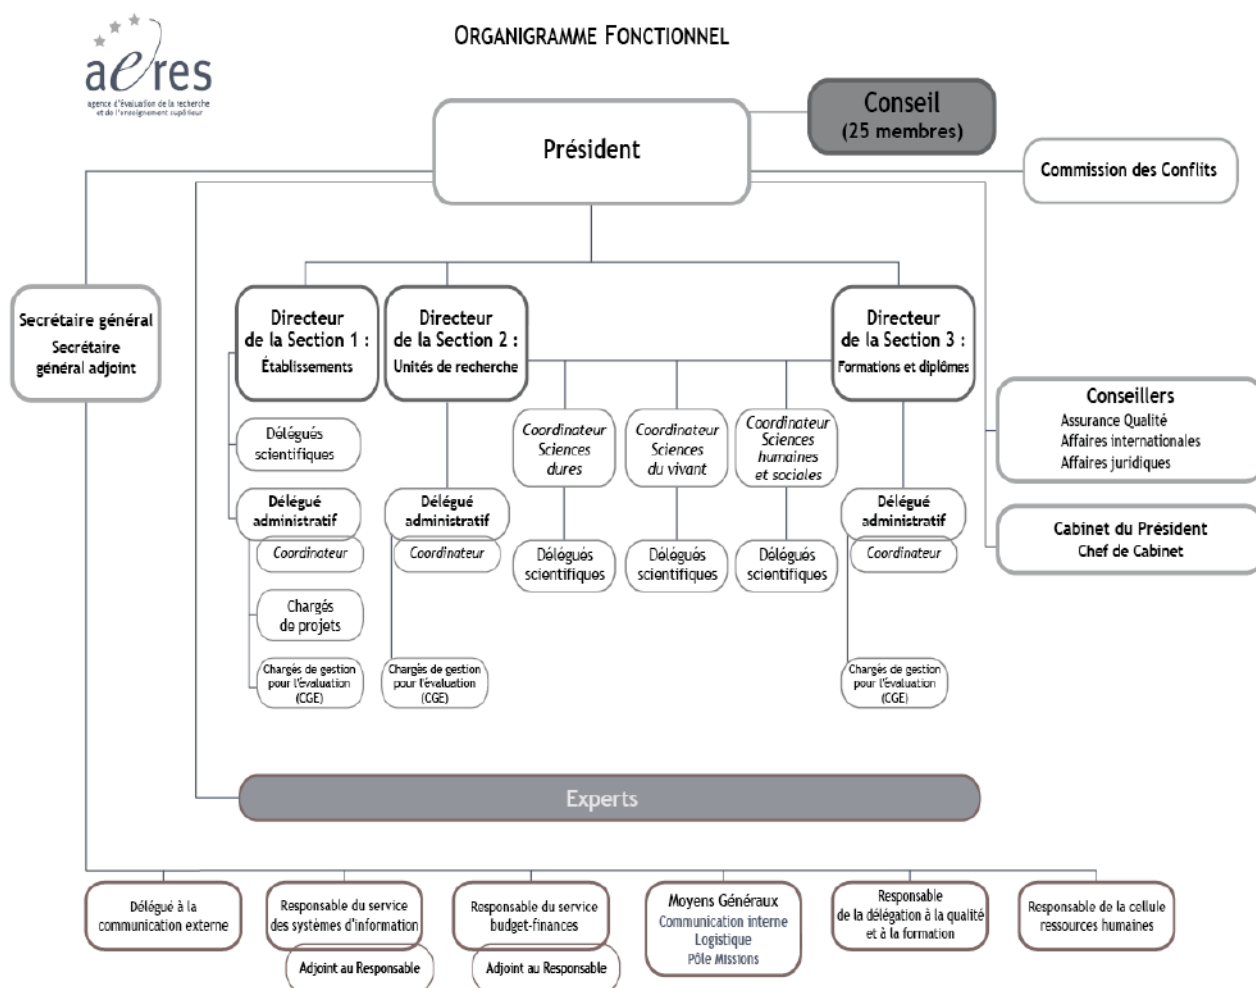 ORGANIGRAMME FONCTIONNEL
aeres
agence d'évaluation de la recherche
et de l'enseignement supérieur
Conseil
(25 membres)
Président
Commission des Conflits
Secrétaire général
Secrétaire
général adjoint
Directeur
de la Section 1 :
Établissements
Directeur
de la Section 2 :
Unités de recherche
Directeur
de la Section 3 :
Formations et diplômes
Conseillers
Assurance Qualité
Affaires internationales
Affaires juridiques
Cabinet du Président
Chef de Cabinet
Délégués
scientifiques
Coordinateur
Sciences
dures
Coordinateur
Sciences
du vivant
Coordinateur
Sciences
humaines
et sociales
Délégué
administratif
Coordinateur
Délégué
administratif
Coordinateur
Délégués
scientifiques
Délégués
scientifiques
Délégués
scientifiques
Délégué
administratif
Coordinateur
Chargés
de projets
Chargés de gestion
pour l'évaluation
(CGE)
Chargés de gestion
pour l'évaluation
(CGE)
Chargés de gestion
pour l'évaluation
(CGE)
Experts
Délégué à la
communication externe
Responsable du service
des systèmes d'information
Adjoint au Responsable
Responsable du service
budget-finances
Adjoint au Responsable
Moyens Généraux
Communication interne
Logistique
Pôle Missions
Responsable
de la délégation à la qualité
et à la formation
Responsable de la cellule
ressources humaines